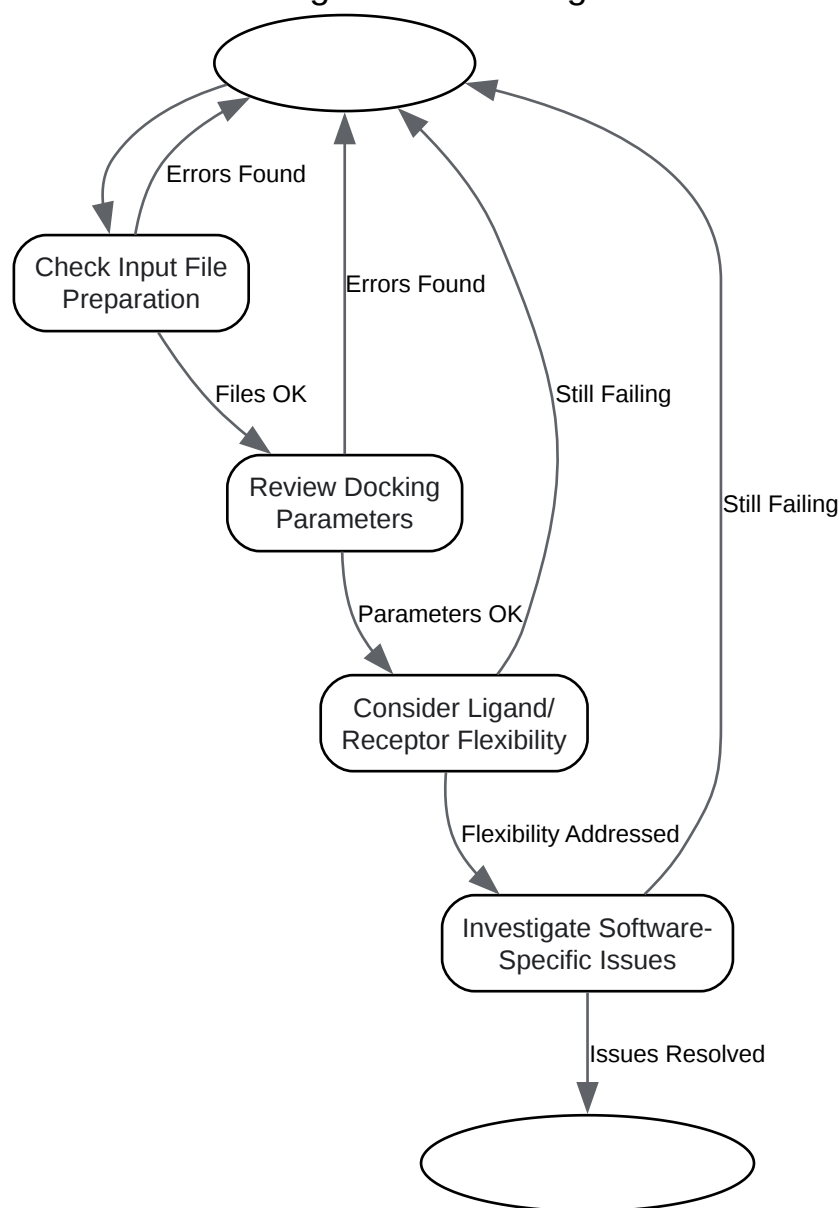 Errors Found
Check Input File
Preparation
Errors Found
Files OK
Still Failing
Review Docking
Parameters
Still Failing
Parameters OK
Consider Ligand/
Receptor Flexibility
Flexibility Addressed
Investigate Software-
Specific Issues
Issues Resolved